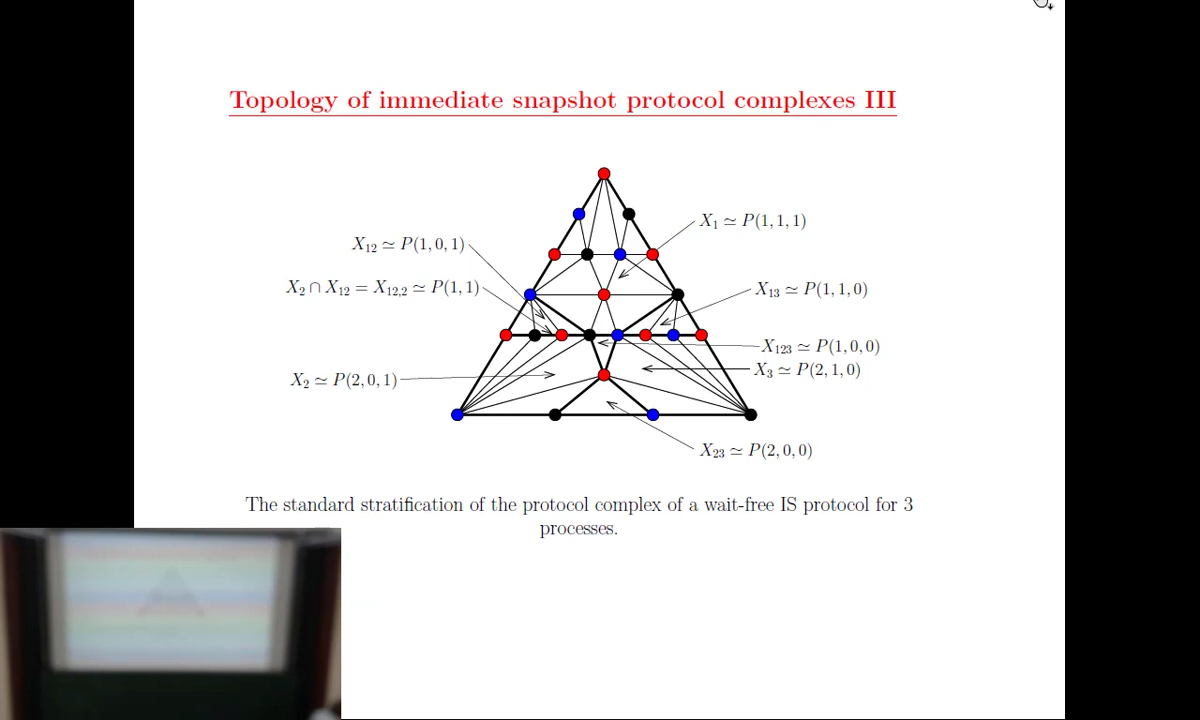 Topology of immediate snapshot protocol complexes III
X₁ ≃ P(1, 1, 1)
X₁₂ ≃ P(1, 0, 1)
X₂ ∩ X₁₂ = X₁₂,₂ ≃ P(1, 1)
X₁₃ ≃ P(1, 1, 0)
X₁₂₃ ≃ P(1, 0, 0)
X₃ ≃ P(2, 1, 0)
X₂ ≃ P(2, 0, 1)
X₂₃ ≃ P(2, 0, 0)
The standard stratification of the protocol complex of a wait-free IS protocol for 3
processes.